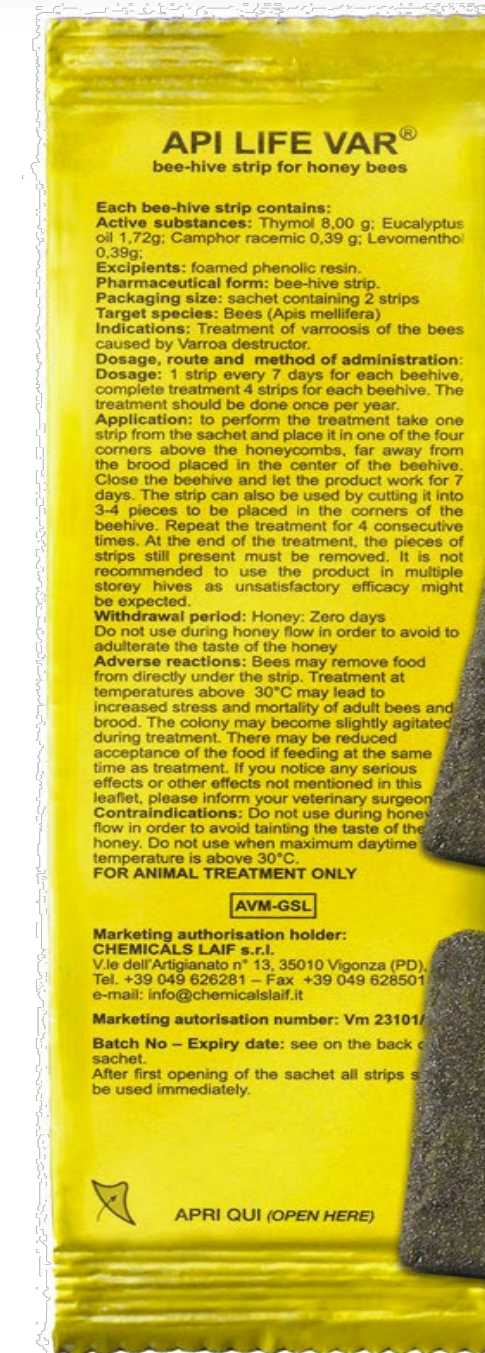 API LIFE VAR®
bee-hive strip for honey bees
Each bee-hive strip contains:
Active substances: Thymol 8,00 g; Eucalyptus
oil 1,72g; Camphor racemic 0,39 g; Levomenthol
0,39g;
Excipients: foamed phenolic resin.
Pharmaceutical form: bee-hive strip.
Packaging size: sachet containing 2 strips
Target species: Bees (Apis mellifera)
Indications: Treatment of varroosis of the bees
caused by Varroa destructor.
Dosage, route and method of administration:
Dosage: 1 strip every 7 days for each beehive,
complete treatment 4 strips for each beehive. The
treatment should be done once per year.
Application: to perform the treatment take one
strip from the sachet and place it in one of the four
corners above the honeycombs, far away from
the brood placed in the center of the beehive.
Close the beehive and let the product work for 7
days. The strip can also be used by cutting it into
3-4 pieces to be placed in the corners of the
beehive. Repeat the treatment for 4 consecutive
times. At the end of the treatment, the pieces of
strips still present must be removed. It is not
recommended to use the product in multiple
storey hives as unsatisfactory efficacy might
be expected.
Withdrawal period: Honey: Zero days
Do not use during honey flow in order to avoid to
adulterate the taste of the honey
Adverse reactions: Bees may remove food
from directly under the strip. Treatment at
temperatures above 30°C may lead to
increased stress and mortality of adult bees and
brood. The colony may become slightly agitated
during treatment. There may be reduced
acceptance of the food if feeding at the same
time as treatment. If you notice any serious
effects or other effects not mentioned in this
leaflet, please inform your veterinary surgeon
Contraindications: Do not use during honey
flow in order to avoid tainting the taste of the
honey. Do not use when maximum daytime
temperature is above 30°C.
FOR ANIMAL TREATMENT ONLY
AVM-GSL
Marketing authorisation holder:
CHEMICALS LAIF s.r.l.
V.le dell'Artigianato n° 13, 35010 Vigonza (PD),
Tel. +39 049 626281 – Fax +39 049 628501
e-mail: info@chemicalslaif.it
Marketing autorisation number: Vm 23101/
Batch No – Expiry date: see on the back
sachet.
After first opening of the sachet all strips
be used immediately.
APRI QUI (OPEN HERE)